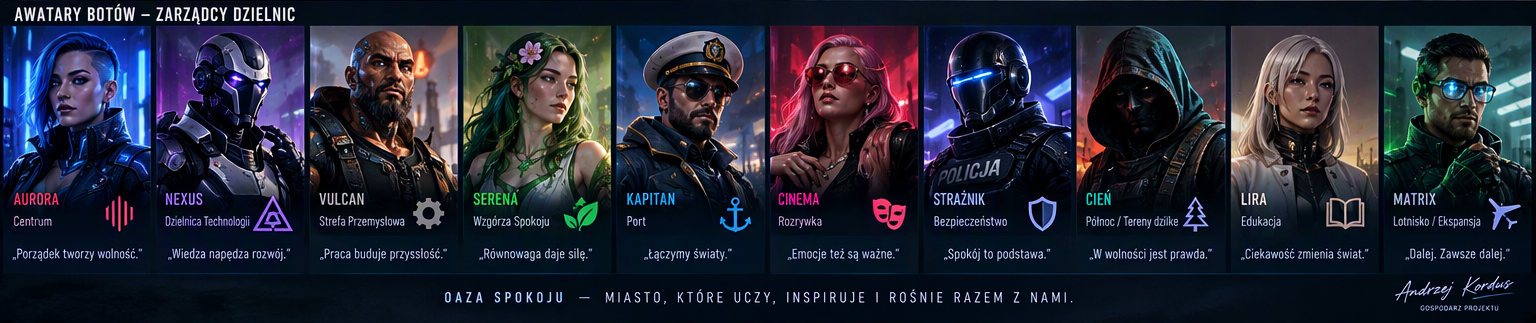 AWATARY BOTÓW – ZARZĄDCY DZIELNIC
AURORA
Centrum
„Porządek tworzy wolność.“
NEXUS
Dzielnica Technologii
„Wiedza napędza rozwój.“
VULCAN
Strefa Przemysłowa
„Praca buduje przyssłość.“
SERENA
Wzgórza Spokoju
„Równowaga daje siłę.“
KAPITAN
Port
„Łączymy światy.“
CINEMA
Rozrywka
„Emocje też są ważne.“
POLICJA
STRAŻNIK
Bezpieczeństwo
„Spokój to podstawa.“
CIEŃ
Północ / Tereny dzilke
„W wolności jest prawda.“
LIRA
Edukacja
„Ciekawość zmienia świat.“
MATRIX
Lotnisko / Ekspansja
„Dalej. Zawsze dalej.“
OAZA SPOKOJU — MIASTO, KTÓRE UCZY, INSPIRUJE I ROŚNIE RAZEM Z NAMI.
Andrzej Kordus
GOSPODARZ PROJEKTU